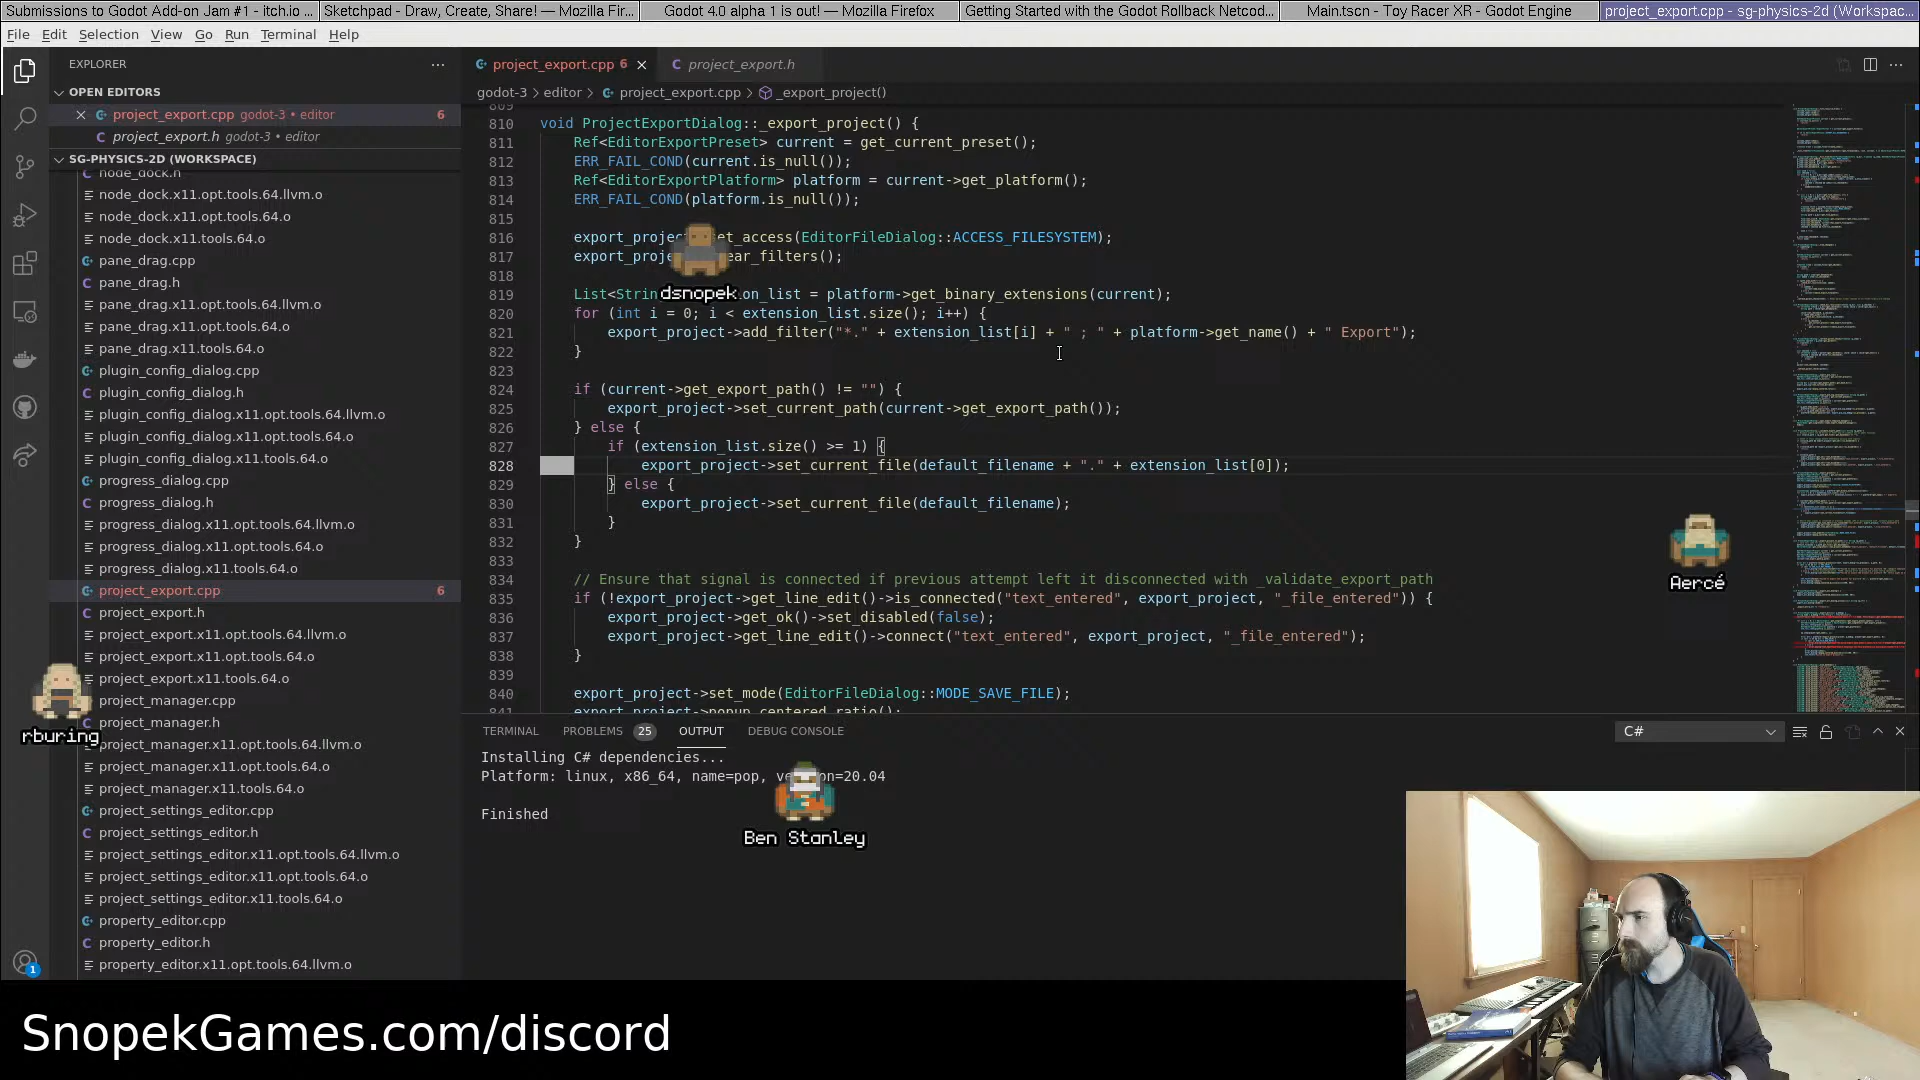 Submissions to Godot Add-on Jam #1 - itch.io ...
Sketchpad - Draw, Create, Share! — Mozilla Fir...
Godot 4.0 alpha 1 is out! — Mozilla Firefox
Getting Started with the Godot Rollback Netcod...
Main.tscn - Toy Racer XR - Godot Engine
project_export.cpp - sg-physics-2d (Workspac...
File Edit Selection View Go Run Terminal Help
EXPLORER
project_export.cpp 6
project_export.h
OPEN EDITORS
godot-3 > editor > project_export.cpp > _export_project()
project_export.cpp godot-3 • editor 6
project_export.h godot-3 • editor
SG-PHYSICS-2D (WORKSPACE)
node_dock.h
node_dock.x11.opt.tools.64.llvm.o
node_dock.x11.opt.tools.64.o
node_dock.x11.tools.64.o
pane_drag.cpp
pane_drag.h
pane_drag.x11.opt.tools.64.llvm.o
pane_drag.x11.opt.tools.64.o
pane_drag.x11.tools.64.o
plugin_config_dialog.cpp
plugin_config_dialog.h
plugin_config_dialog.x11.opt.tools.64.llvm.o
plugin_config_dialog.x11.opt.tools.64.o
plugin_config_dialog.x11.tools.64.o
progress_dialog.cpp
progress_dialog.h
progress_dialog.x11.opt.tools.64.llvm.o
progress_dialog.x11.opt.tools.64.o
progress_dialog.x11.tools.64.o
project_export.cpp 6
project_export.h
project_export.x11.opt.tools.64.llvm.o
project_export.x11.opt.tools.64.o
project_export.x11.tools.64.o
project_manager.cpp
project_manager.h
project_manager.x11.opt.tools.64.llvm.o
project_manager.x11.opt.tools.64.o
project_manager.x11.tools.64.o
project_settings_editor.cpp
project_settings_editor.h
project_settings_editor.x11.opt.tools.64.llvm.o
project_settings_editor.x11.opt.tools.64.o
project_settings_editor.x11.tools.64.o
property_editor.cpp
property_editor.h
property_editor.x11.opt.tools.64.llvm.o
1
809
810 void ProjectExportDialog::_export_project() {
811 Ref<EditorExportPreset> current = get_current_preset();
812 ERR_FAIL_COND(current.is_null());
813 Ref<EditorExportPlatform> platform = current->get_platform();
814 ERR_FAIL_COND(platform.is_null());
815
816 export_projec et_access(EditorFileDialog::ACCESS_FILESYSTEM);
817 export_proje ear_filters();
818
819 List<Strin on_list = platform->get_binary_extensions(current);
820 for (int i = 0; i < extension_list.size(); i++) {
821 export_project->add_filter("*." + extension_list[i] + " ; " + platform->get_name() + " Export");
822 }
823
824 if (current->get_export_path() != "") {
825 export_project->set_current_path(current->get_export_path());
826 } else {
827 if (extension_list.size() >= 1) {
828 export_project->set_current_file(default_filename + "." + extension_list[0]);
829 } else {
830 export_project->set_current_file(default_filename);
831 }
832 }
833
834 // Ensure that signal is connected if previous attempt left it disconnected with _validate_export_path
835 if (!export_project->get_line_edit()->is_connected("text_entered", export_project, "_file_entered")) {
836 export_project->get_ok()->set_disabled(false);
837 export_project->get_line_edit()->connect("text_entered", export_project, "_file_entered");
838 }
839
840 export_project->set_mode(EditorFileDialog::MODE_SAVE_FILE);
841 export_project->popup_centered_ratio();
dsnopek
Aercé
rburing
TERMINAL PROBLEMS 25 OUTPUT DEBUG CONSOLE
C#
Installing C# dependencies...
Platform: linux, x86_64, name=pop, ve on=20.04
Finished
Ben Stanley
SnopekGames.com/discord